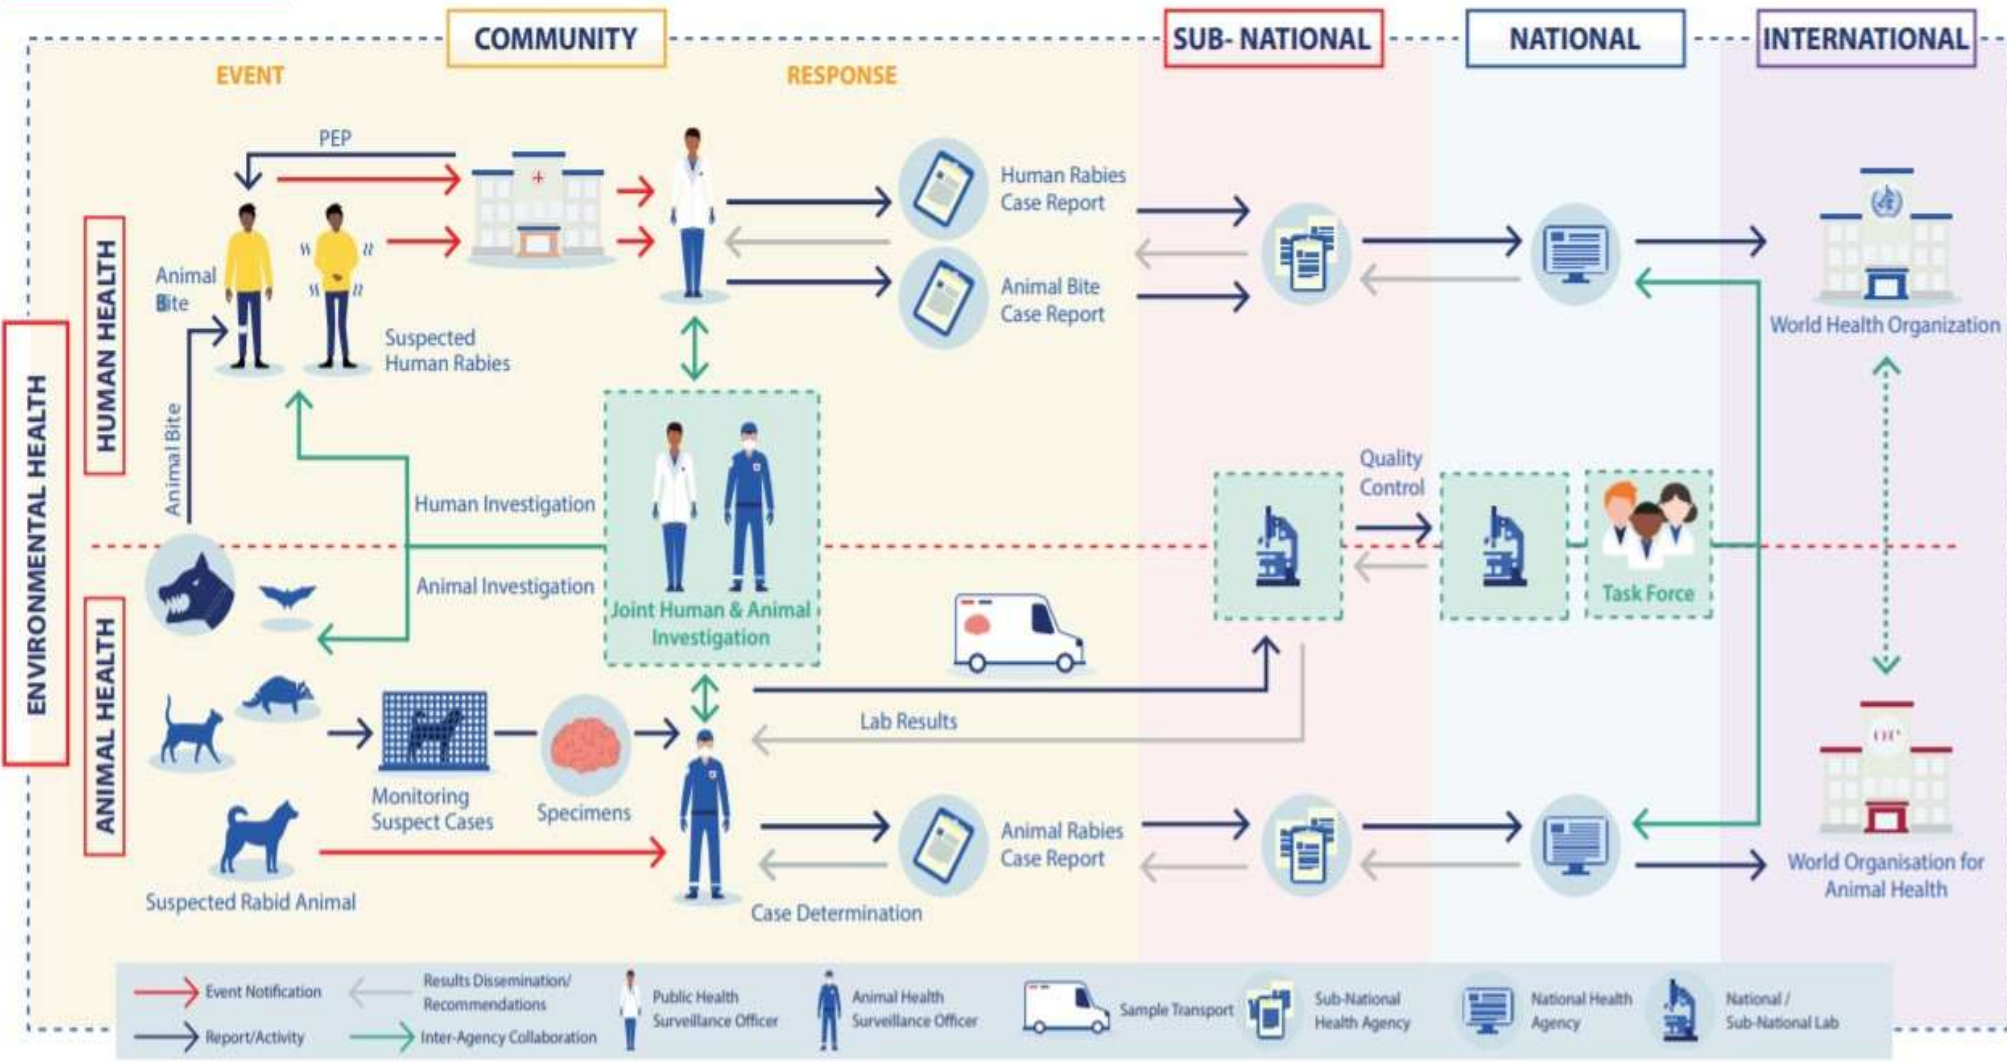 COMMUNITY
SUB- NATIONAL
NATIONAL
INTERNATIONAL
EVENT
RESPONSE
PEP
Human Rabies
Case Report
Animal
Bite
Animal Bite
Case Report
Suspected
Human Rabies
World Health Organization
HUMAN HEALTH
ENVIRONMENTAL HEALTH
ANIMAL HEALTH
Animal Bite
Quality
Control
Human Investigation
Animal Investigation
Joint Human & Animal
Investigation
Task Force
Lab Results
Monitoring
Suspect Cases
Specimens
Animal Rabies
Case Report
Suspected Rabid Animal
Case Determination
World Organisation for
Animal Health
Event Notification
Report/Activity
Results Dissemination/
Recommendations
Inter-Agency Collaboration
Public Health
Surveillance Officer
Animal Health
Surveillance Officer
Sample Transport
Sub-National
Health Agency
National Health
Agency
National /
Sub-National Lab